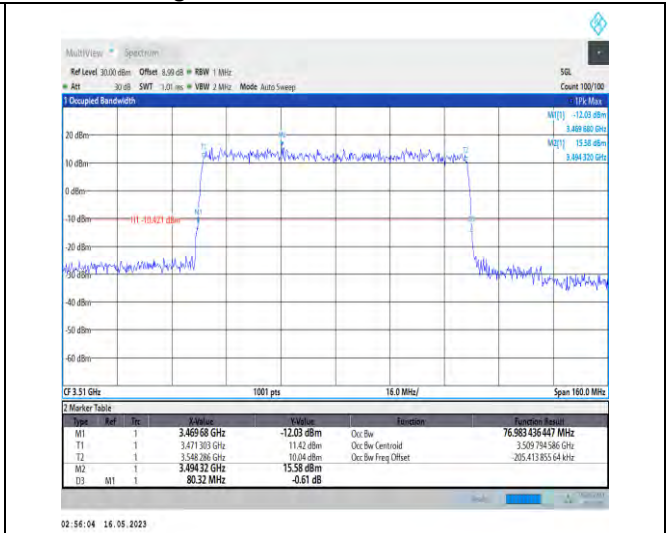 MultiView Spectrum
Ref Level 30.00 dBm Offset 8.99 dB RBW 1 MHz SGL
Att 30 dB SWT 1.01 ms VBW 2 MHz Mode Auto Sweep Count 100/100
1 Occupied Bandwidth 1Pk Max
M1[1] -12.03 dBm
3.469 680 GHz
M2[1] 15.58 dBm
3.494 320 GHz
20 dBm
10 dBm
0 dBm
-10 dBm H1 -10.421 dBm M1
-20 dBm
-30 dBm
-40 dBm
-50 dBm
-60 dBm
CF 3.51 GHz 1001 pts 16.0 MHz/ Span 160.0 MHz
2 Marker Table
Type Ref Trc X-Value Y-Value Function Function Result
M1 1 3.469 68 GHz -12.03 dBm Occ Bw 76.983 436 447 MHz
T1 1 3.471 303 GHz 11.42 dBm Occ Bw Centroid 3.509 794 586 GHz
T2 1 3.548 286 GHz 10.04 dBm Occ Bw Freq Offset -205.413 855 64 kHz
M2 1 3.494 32 GHz 15.58 dBm
D3 M1 1 80.32 MHz -0.61 dB
02:56:04 16.05.2023